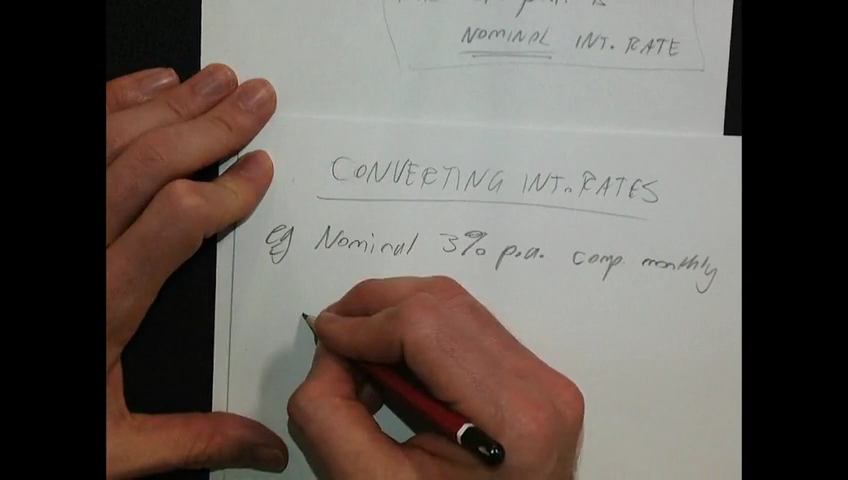 NOMINAL INT. RATE
CONVERTING INT. RATES
eg Nominal 3% p.a. comp. monthly